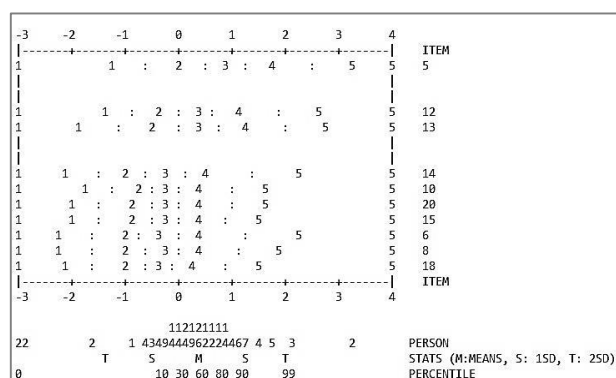 -3 -2 -1 0 1 2 3 4
|-------+-------+-------+-------+-------+-------+-------| ITEM
1 1 : 2 : 3 : 4 : 5 5 5
| |
| |
1 1 : 2 : 3 : 4 : 5 5 12
1 1 : 2 : 3 : 4 : 5 5 13
| |
| |
1 1 : 2 : 3 : 4 : 5 5 14
1 1 : 2 : 3 : 4 : 5 5 10
1 1 : 2 : 3 : 4 : 5 5 20
1 1 : 2 : 3 : 4 : 5 5 15
1 1 : 2 : 3 : 4 : 5 5 6
1 1 : 2 : 3 : 4 : 5 5 8
1 1 : 2 : 3 : 4 : 5 5 18
|-------+-------+-------+-------+-------+-------+-------| ITEM
-3 -2 -1 0 1 2 3 4
112121111
22 2 1 43494449622244467 4 5 3 2 PERSON
T S M S T STATS (M:MEANS, S: 1SD, T: 2SD)
0 10 30 60 80 90 99 PERCENTILE